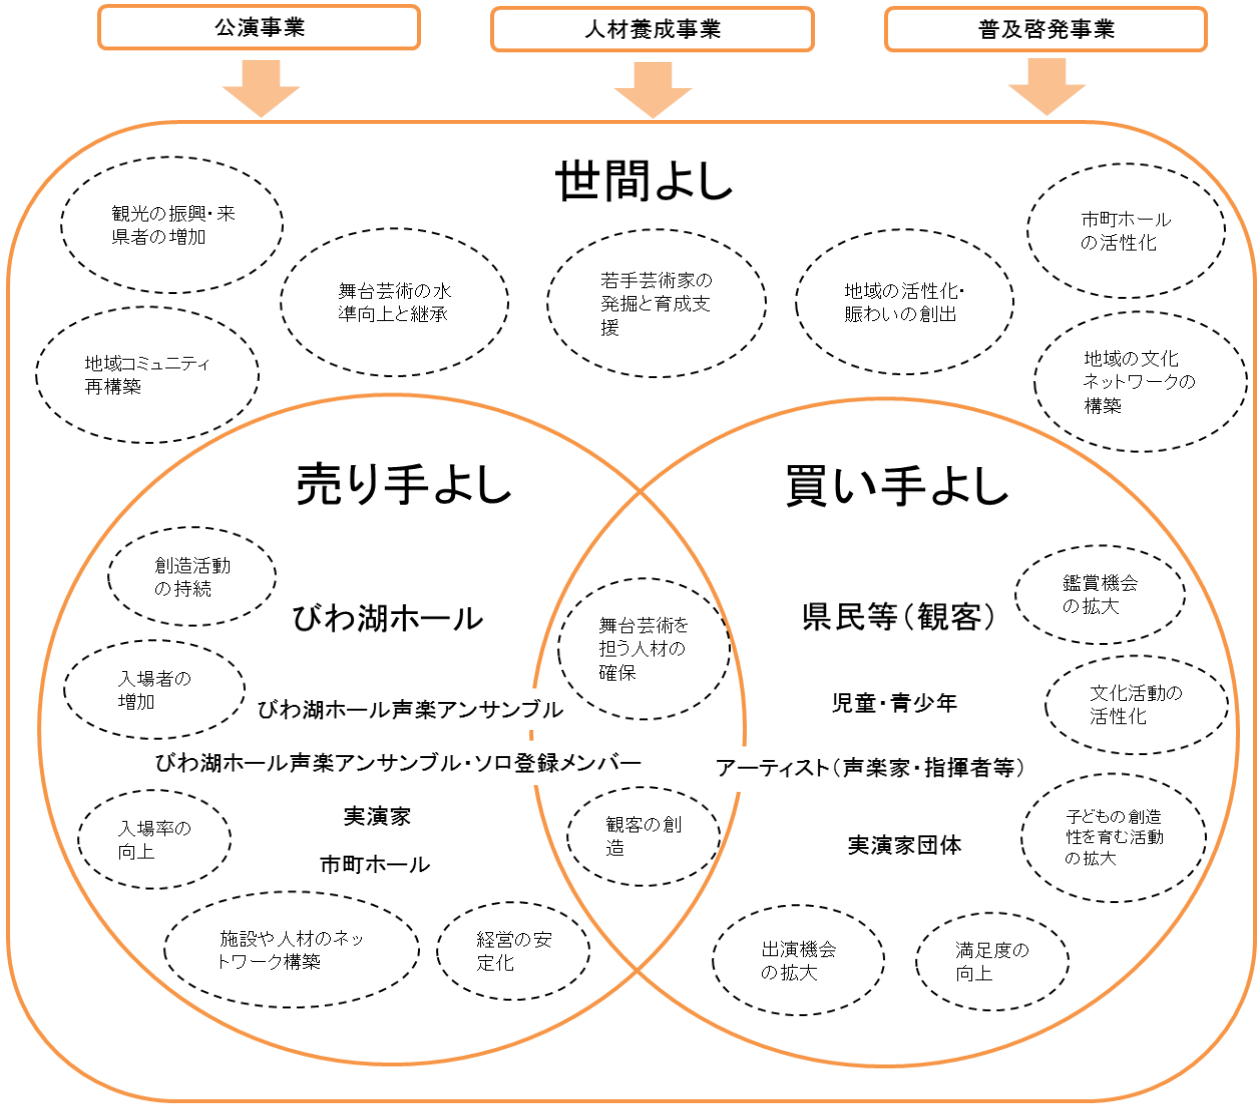 公演事業
人材養成事業
普及啓発事業
世間よし
観光の振興・来
県者の増加
舞台芸術の水
準向上と継承
若手芸術家の
発掘と育成支
援
地域の活性化・
賑わいの創出
市町ホール
の活性化
地域コミュニティ
再構築
地域の文化
ネットワークの
構築
売り手よし
創造活動
の持続
びわ湖ホール
入場者の
増加
びわ湖ホール声楽アンサンブル
びわ湖ホール声楽アンサンブル・ソロ登録メンバー
実演家
入場率の
向上
市町ホール
施設や人材のネッ
トワーク構築
経営の安
定化
舞台芸術を
担う人材の
確保
観客の創
造
買い手よし
県民等（観客）
鑑賞機会
の拡大
児童・青少年
文化活動の
活性化
アーティスト（声楽家・指揮者等）
実演家団体
子どもの創造
性を育む活動
の拡大
出演機会
の拡大
満足度の
向上